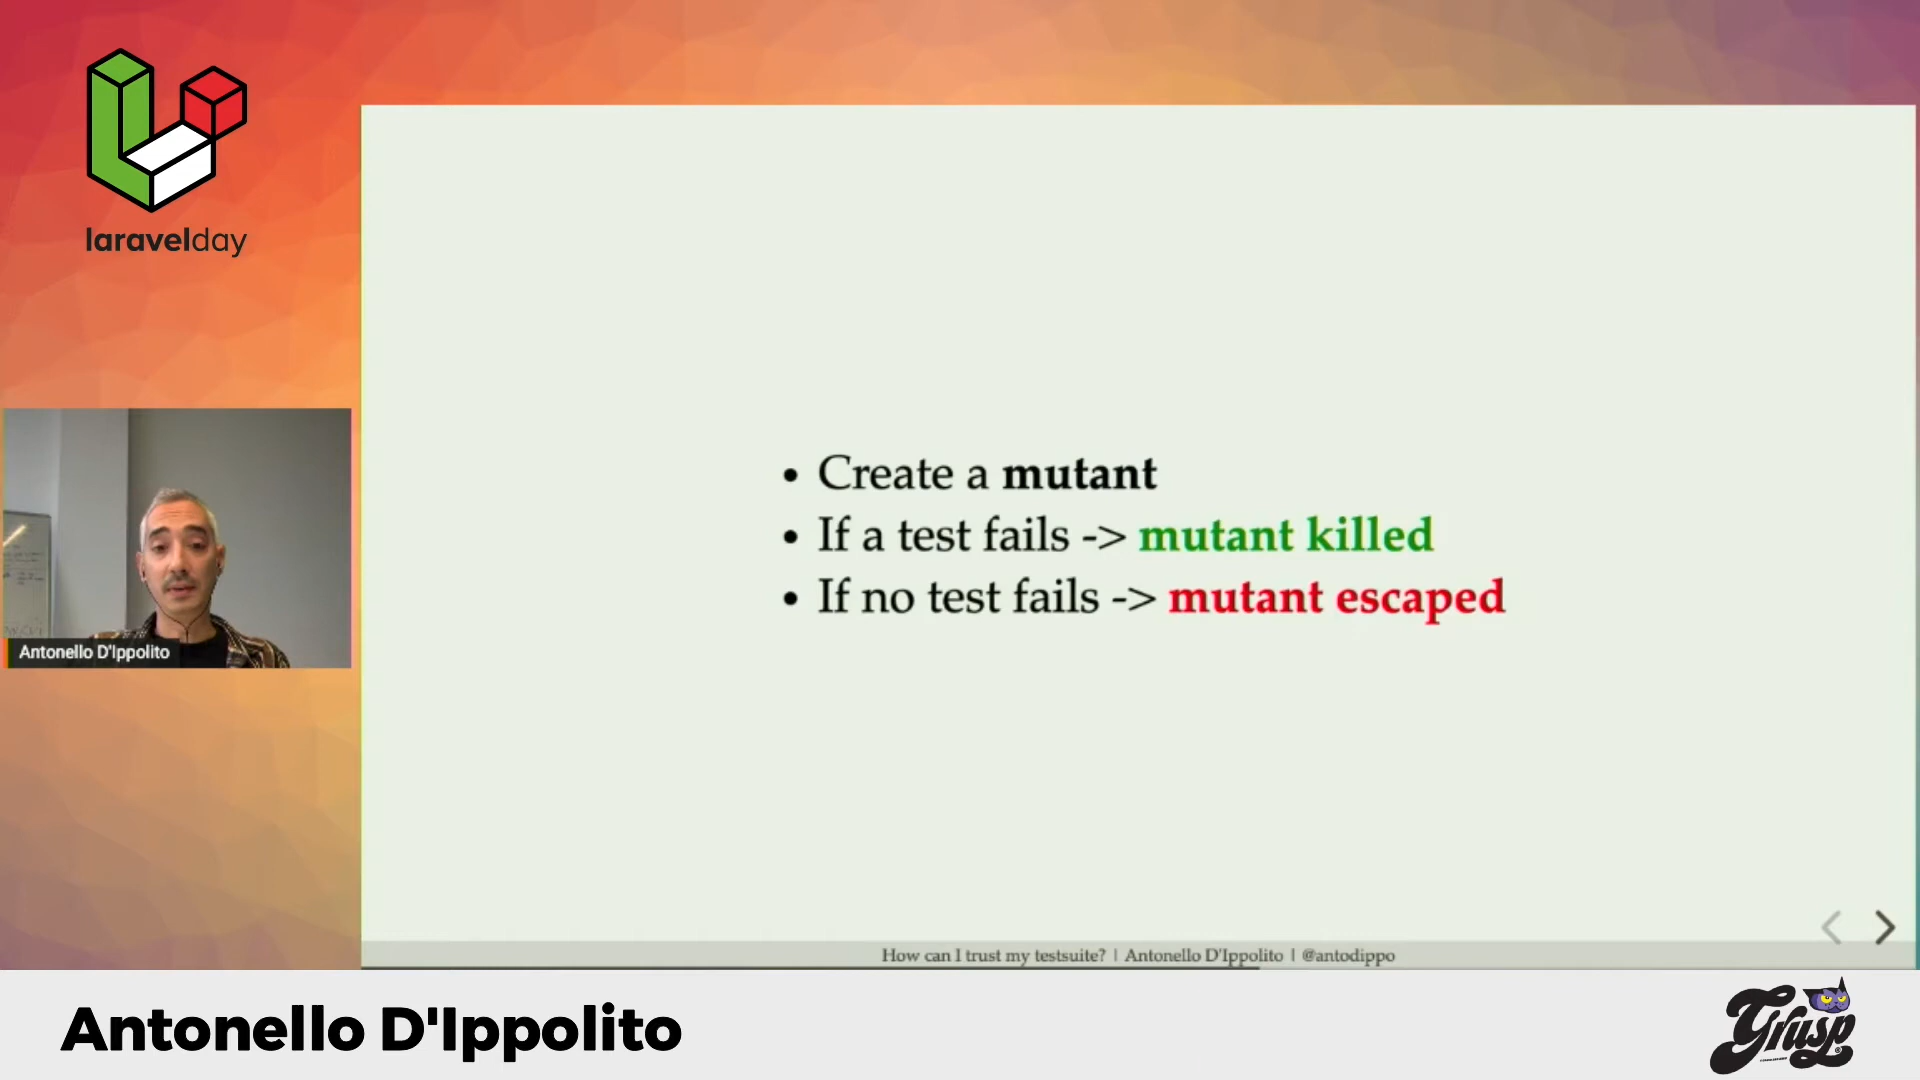 laravelday
• Create a mutant
• If a test fails -> mutant killed
• If no test fails -> mutant escaped
Antonello D'Ippolito
How can I trust my testsuite? | Antonello D'Ippolito | @antodippo
Antonello D'Ippolito
Grusp